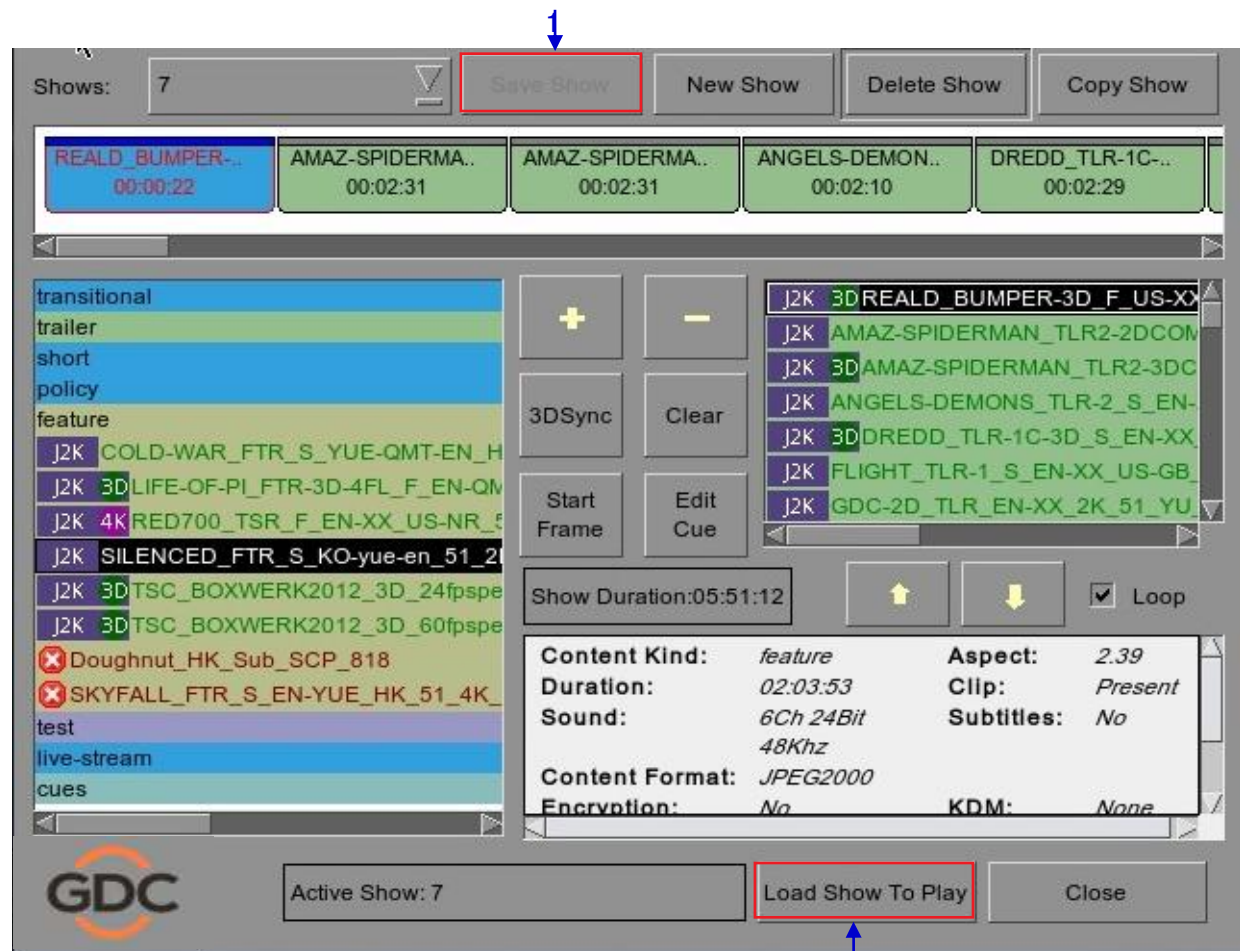 1
Shows: 7 Save Show New Show Delete Show Copy Show
REALD_BUMPER-.. AMAZ-SPIDERMA.. AMAZ-SPIDERMA.. ANGELS-DEMON.. DREDD_TLR-1C-..
00:00:22 00:02:31 00:02:31 00:02:10 00:02:29
transitional
trailer
short
policy
feature
J2K COLD-WAR_FTR_S_YUE-QMT-EN_H
J2K 3D LIFE-OF-PI_FTR-3D-4FL_F_EN-QM
J2K 4K RED700_TSR_F_EN-XX_US-NR_5
J2K SILENCED_FTR_S_KO-yue-en_51_2
J2K 3D TSC_BOXWERK2012_3D_24fpspe
J2K 3D TSC_BOXWERK2012_3D_60fpspe
Doughnut_HK_Sub_SCP_818
SKYFALL_FTR_S_EN-YUE_HK_51_4K_
test
live-stream
cues
+ −
3DSync Clear
Start Frame Edit Cue
J2K 3D REALD_BUMPER-3D_F_US-XX
J2K AMAZ-SPIDERMAN_TLR2-2DCOM
J2K 3D AMAZ-SPIDERMAN_TLR2-3DC
J2K ANGELS-DEMONS_TLR-2_S_EN-
J2K 3D DREDD_TLR-1C-3D_S_EN-XX_
J2K FLIGHT_TLR-1_S_EN-XX_US-GB_
J2K GDC-2D_TLR_EN-XX_2K_51_YU_
Show Duration:05:51:12 Loop
Content Kind: feature Aspect: 2.39
Duration: 02:03:53 Clip: Present
Sound: 6Ch 24Bit Subtitles: No
48Khz
Content Format: JPEG2000
Encryption: No KDM: None
GDC Active Show: 7 Load Show To Play Close